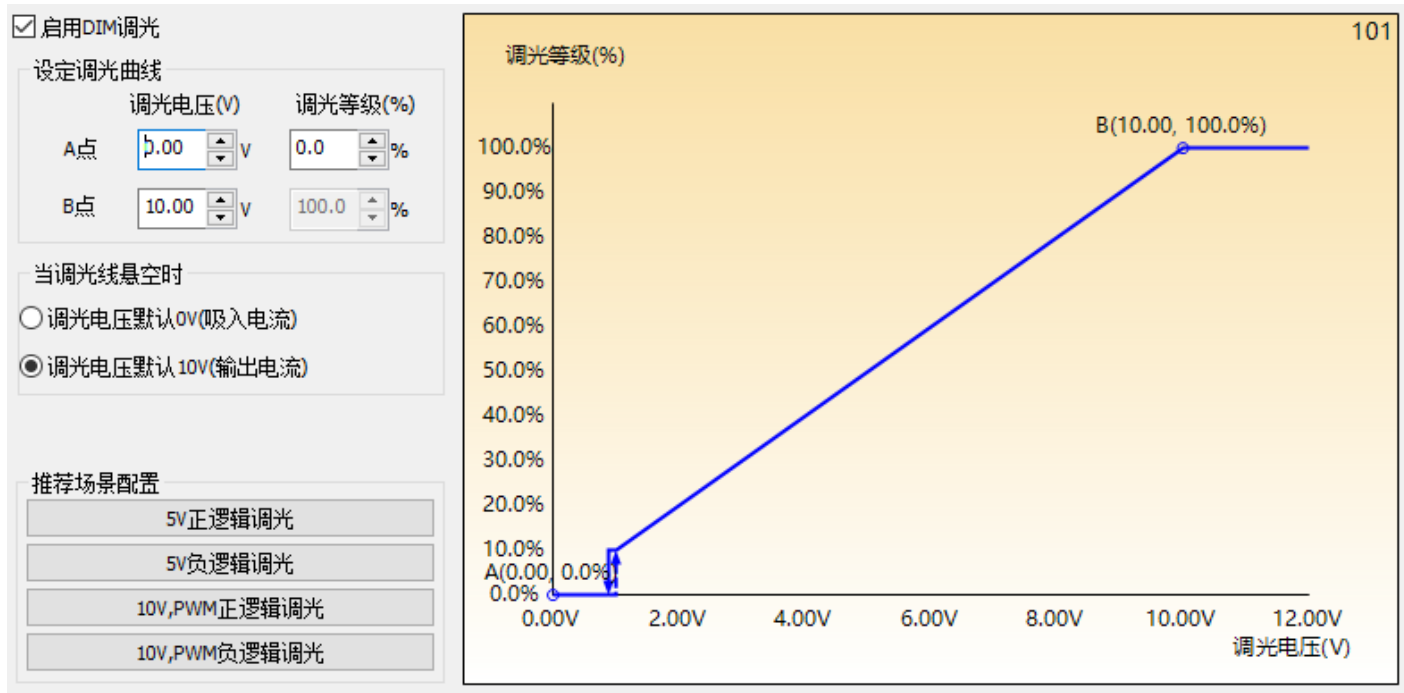 启用DIM调光
设定调光曲线
调光电压(V) 调光等级(%)
A点 0.00 V 0.0 %
B点 10.00 V 100.0 %
当调光线悬空时
调光电压默认0V(吸入电流)
调光电压默认10V(输出电流)
推荐场景配置
5V正逻辑调光
5V负逻辑调光
10V,PWM正逻辑调光
10V,PWM负逻辑调光
101
调光等级(%)
B(10.00, 100.0%)
100.0%
90.0%
80.0%
70.0%
60.0%
50.0%
40.0%
30.0%
20.0%
10.0%
A(0.00, 0.0%)
0.0%
0.00V 2.00V 4.00V 6.00V 8.00V 10.00V 12.00V
调光电压(V)